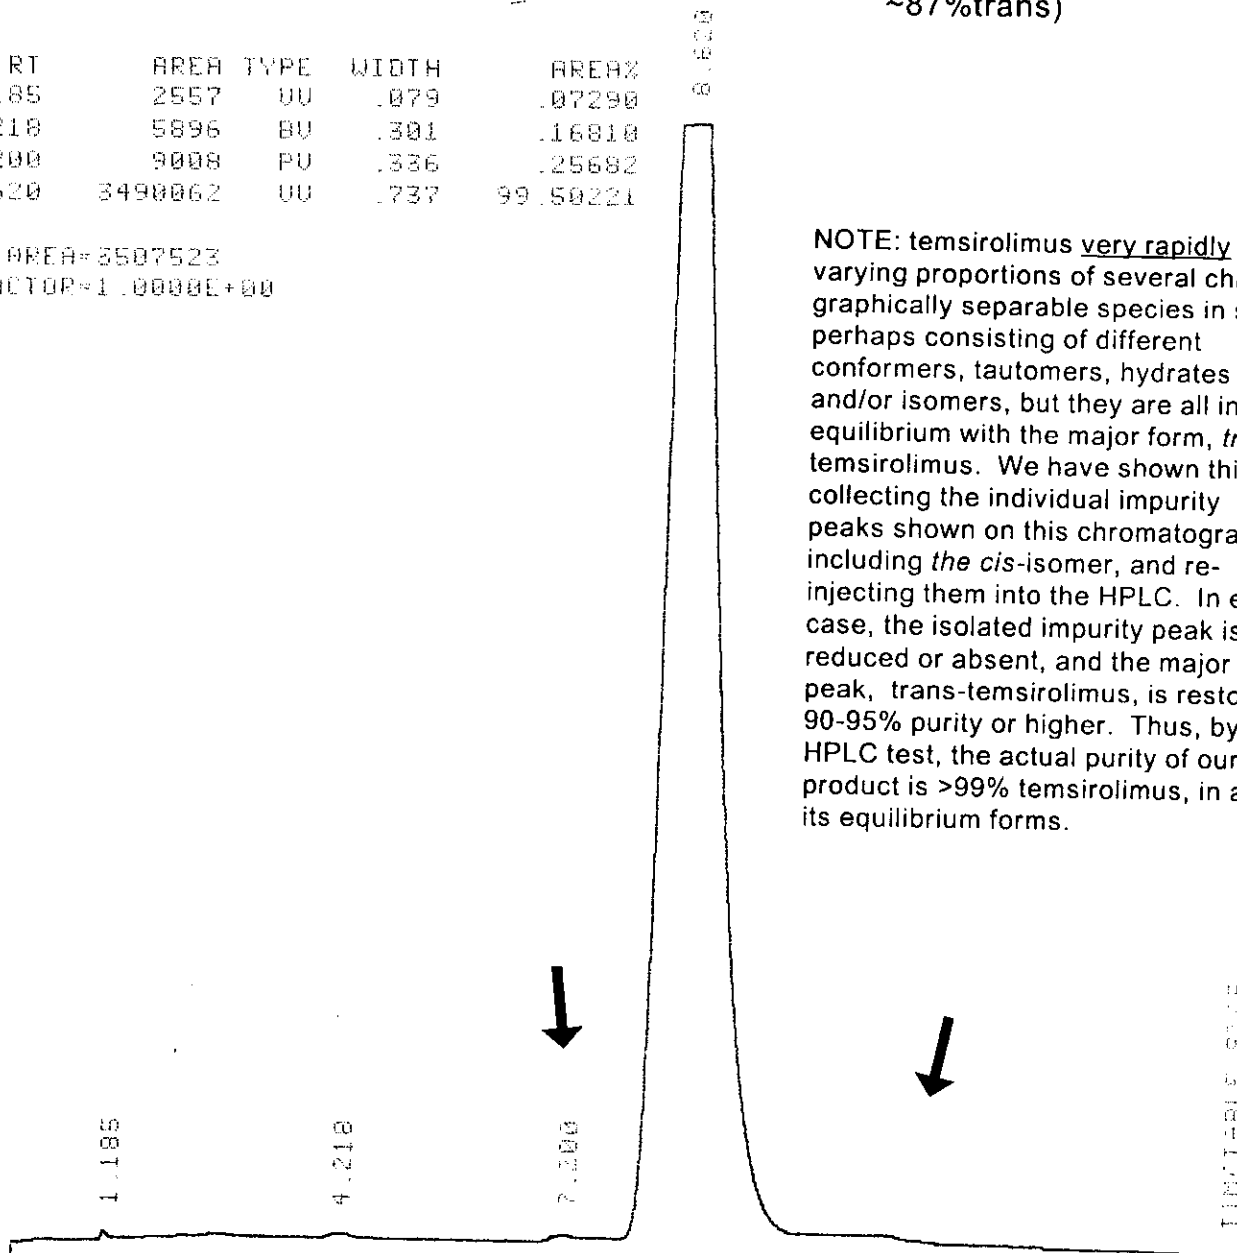 ~87%trans)
8.620
RT AREA TYPE WIDTH AREA%
.185 2557 VV .079 .07290
218 5896 BV .301 .16810
200 9008 PV .336 .25682
620 3490062 VV .737 99.50221
AREA=3507523
ACTOR=1.0000E+00
NOTE: temsirolimus very rapidly
varying proportions of several ch
graphically separable species in s
perhaps consisting of different
conformers, tautomers, hydrates
and/or isomers, but they are all in
equilibrium with the major form, tr
temsirolimus. We have shown thi
collecting the individual impurity
peaks shown on this chromatogra
including the cis-isomer, and re-
injecting them into the HPLC. In e
case, the isolated impurity peak is
reduced or absent, and the major
peak, trans-temsirolimus, is resto
90-95% purity or higher. Thus, by
HPLC test, the actual purity of our
product is >99% temsirolimus, in a
its equilibrium forms.
1.185
4.218
7.200